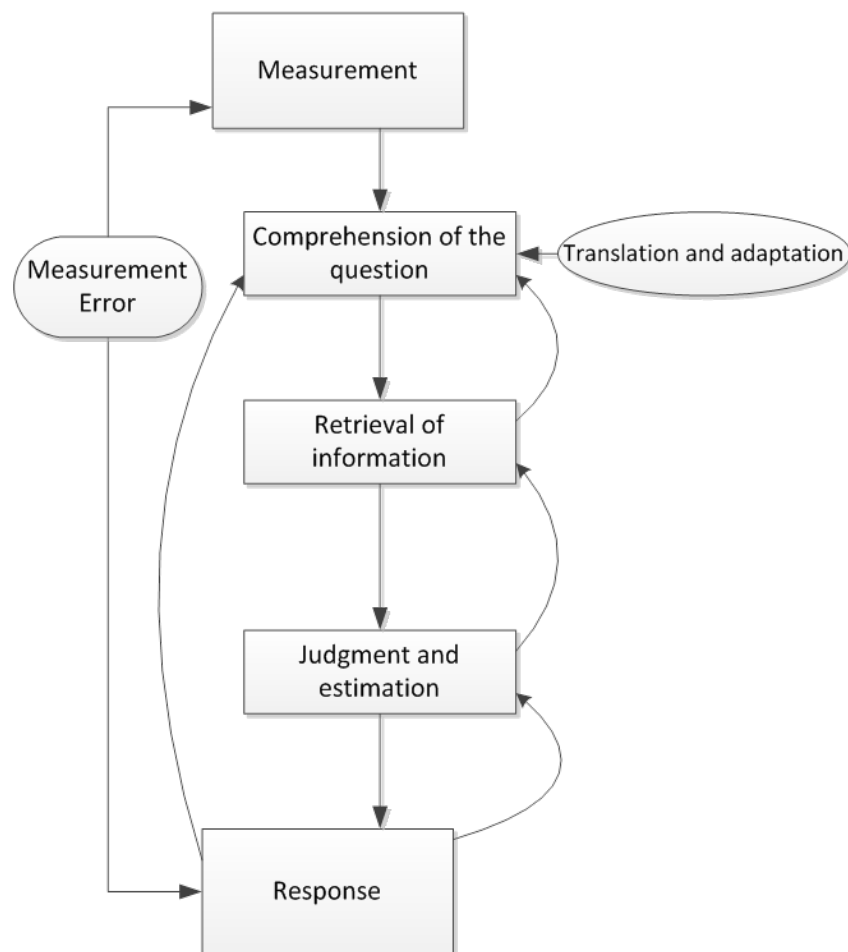 Measurement
Comprehension of the
question
Translation and adaptation
Measurement
Error
Retrieval of
information
Judgment and
estimation
Response